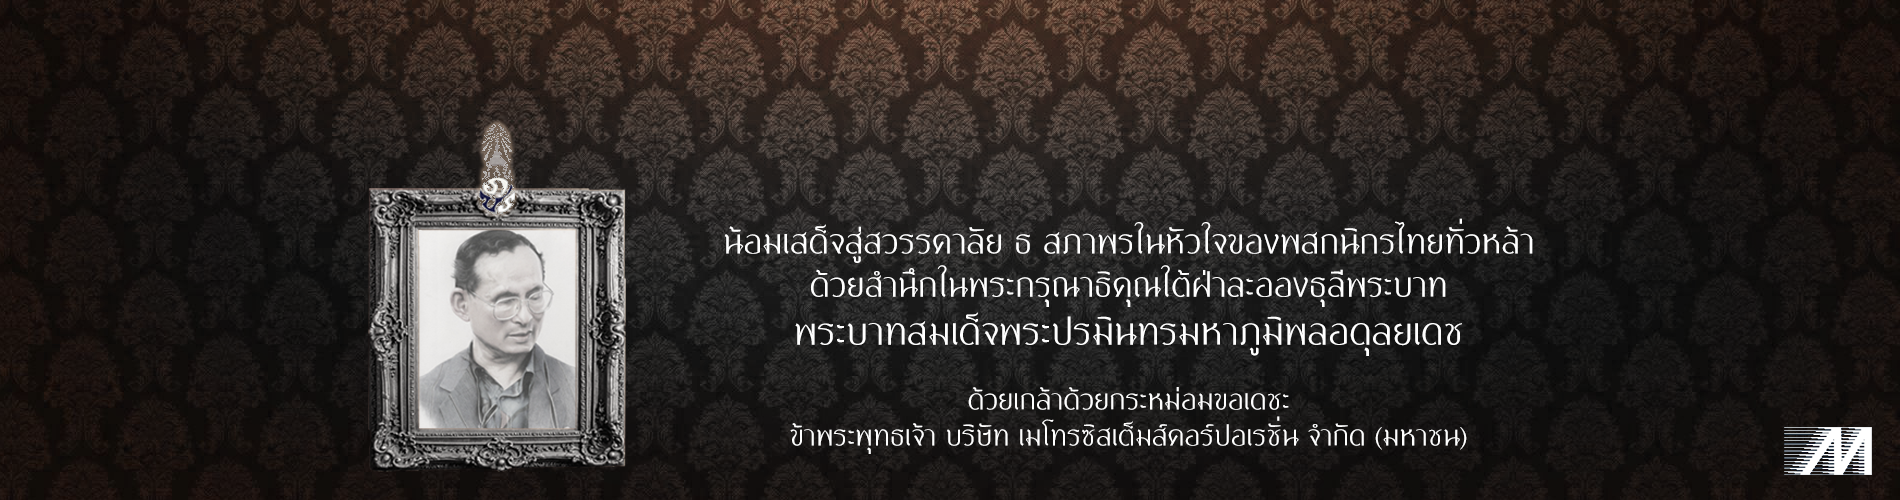 น้อมเสด็จสู่สวรรคาลัย ธ สถาพรในหัวใจของพสกนิกรไทยทั่วหล้า
ด้วยสำนึกในพระกรุณาธิคุณใต้ฝ่าละอองธุลีพระบาท
พระบาทสมเด็จพระปรมินทรมหาภูมิพลอดุลยเดช
ด้วยเกล้าด้วยกระหม่อมขอเดชะ
ข้าพระพุทธเจ้า บริษัท เมโทรซิสเต็มส์คอร์ปอเรชั่น จำกัด (มหาชน)